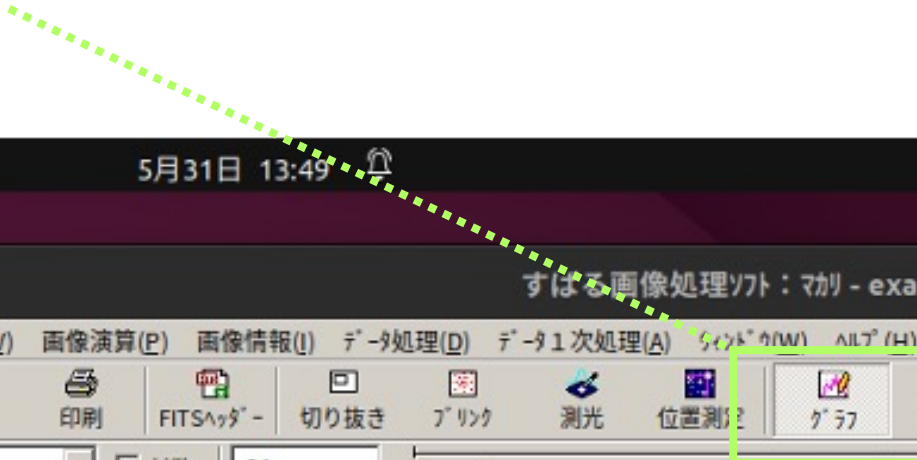 5月31日 13:49
すばる画像処理ソフト：マカリ - exa
画像演算(P) 画像情報(I) データ処理(D) データ１次処理(A) ウィンドウ(W) ヘルプ(H)
印刷 FITSヘッダー 切り抜き ブリンク 測光 位置測定 グラフ